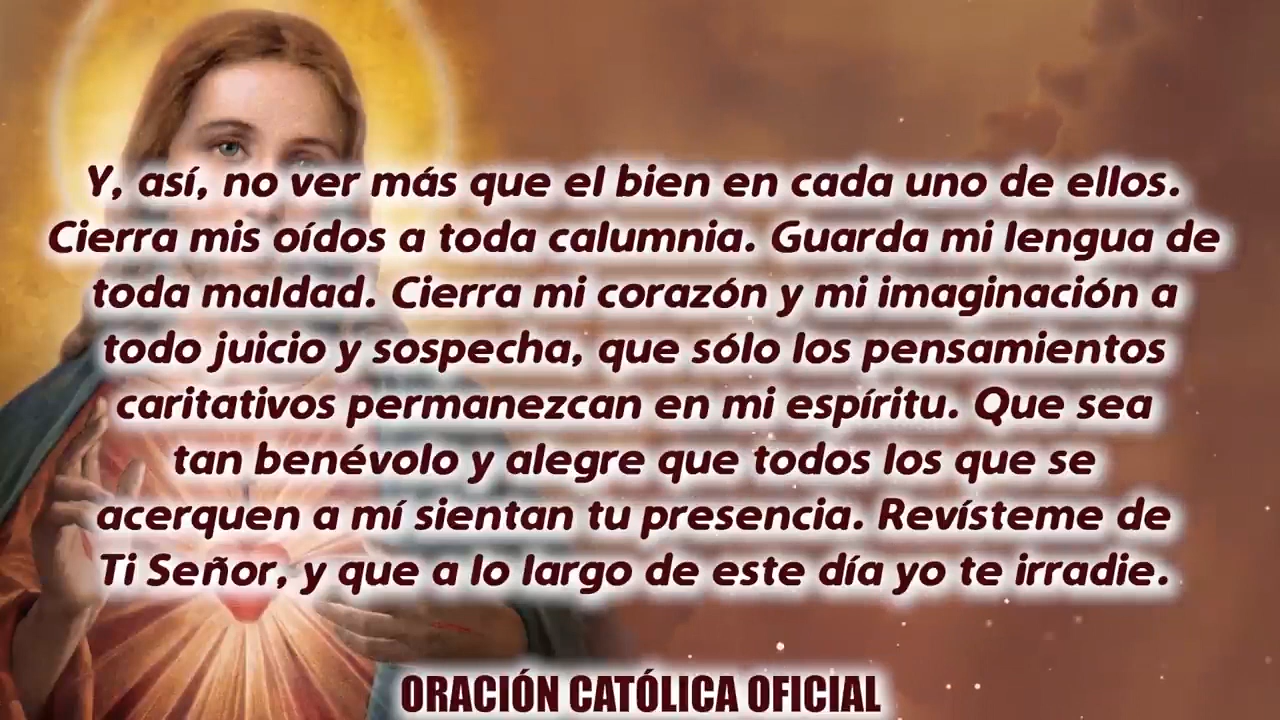 Y, así, no ver más que el bien en cada uno de ellos.
Cierra mis oídos a toda calumnia. Guarda mi lengua de
toda maldad. Cierra mi corazón y mi imaginación a
todo juicio y sospecha, que sólo los pensamientos
caritativos permanezcan en mi espíritu. Que sea
tan benévolo y alegre que todos los que se
acerquen a mí sientan tu presencia. Revísteme de
Ti Señor, y que a lo largo de este día yo te irradie.
ORACIÓN CATÓLICA OFICIAL